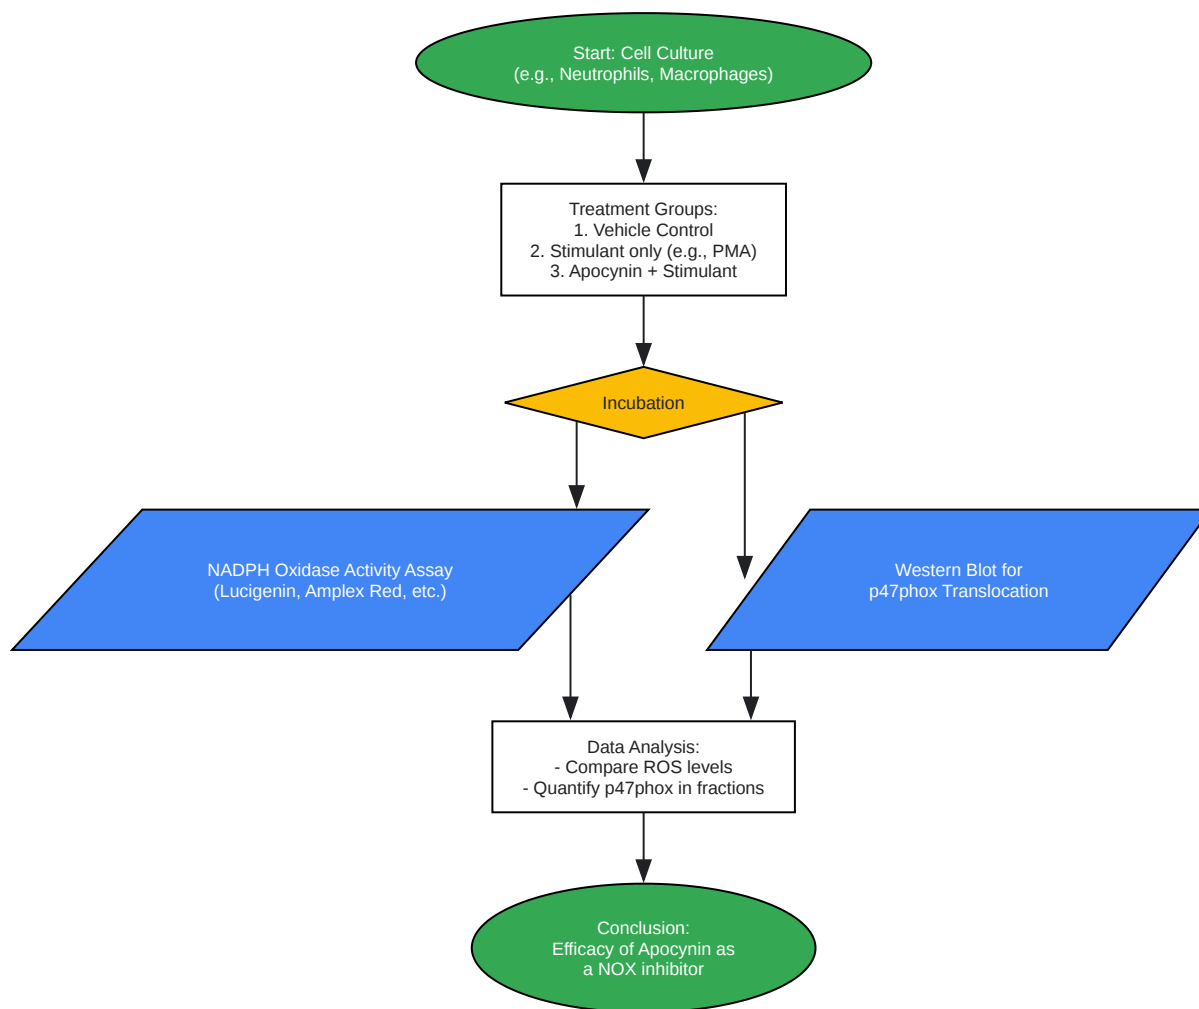 Start: Cell Culture
(e.g., Neutrophils, Macrophages)
Treatment Groups:
1. Vehicle Control
2. Stimulant only (e.g., PMA)
3. Apocynin + Stimulant
Incubation
NADPH Oxidase Activity Assay
(Lucigenin, Amplex Red, etc.)
Western Blot for
p47phox Translocation
Data Analysis:
- Compare ROS levels
- Quantify p47phox in fractions
Conclusion:
Efficacy of Apocynin as
a NOX inhibitor